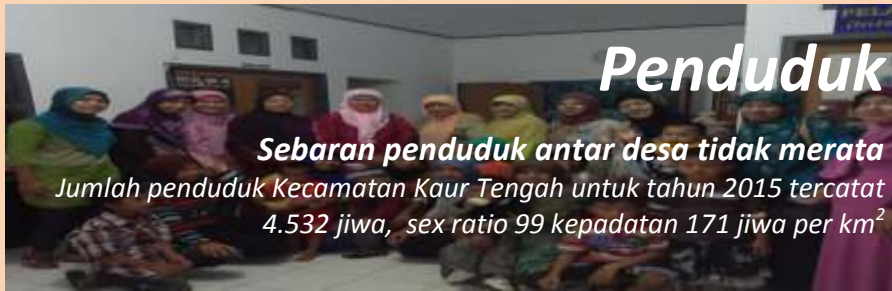 Penduduk
Sebaran penduduk antar desa tidak merata
Jumlah penduduk Kecamatan Kaur Tengah untuk tahun 2015 tercatat
4.532 jiwa, sex ratio 99 kepadatan 171 jiwa per km²